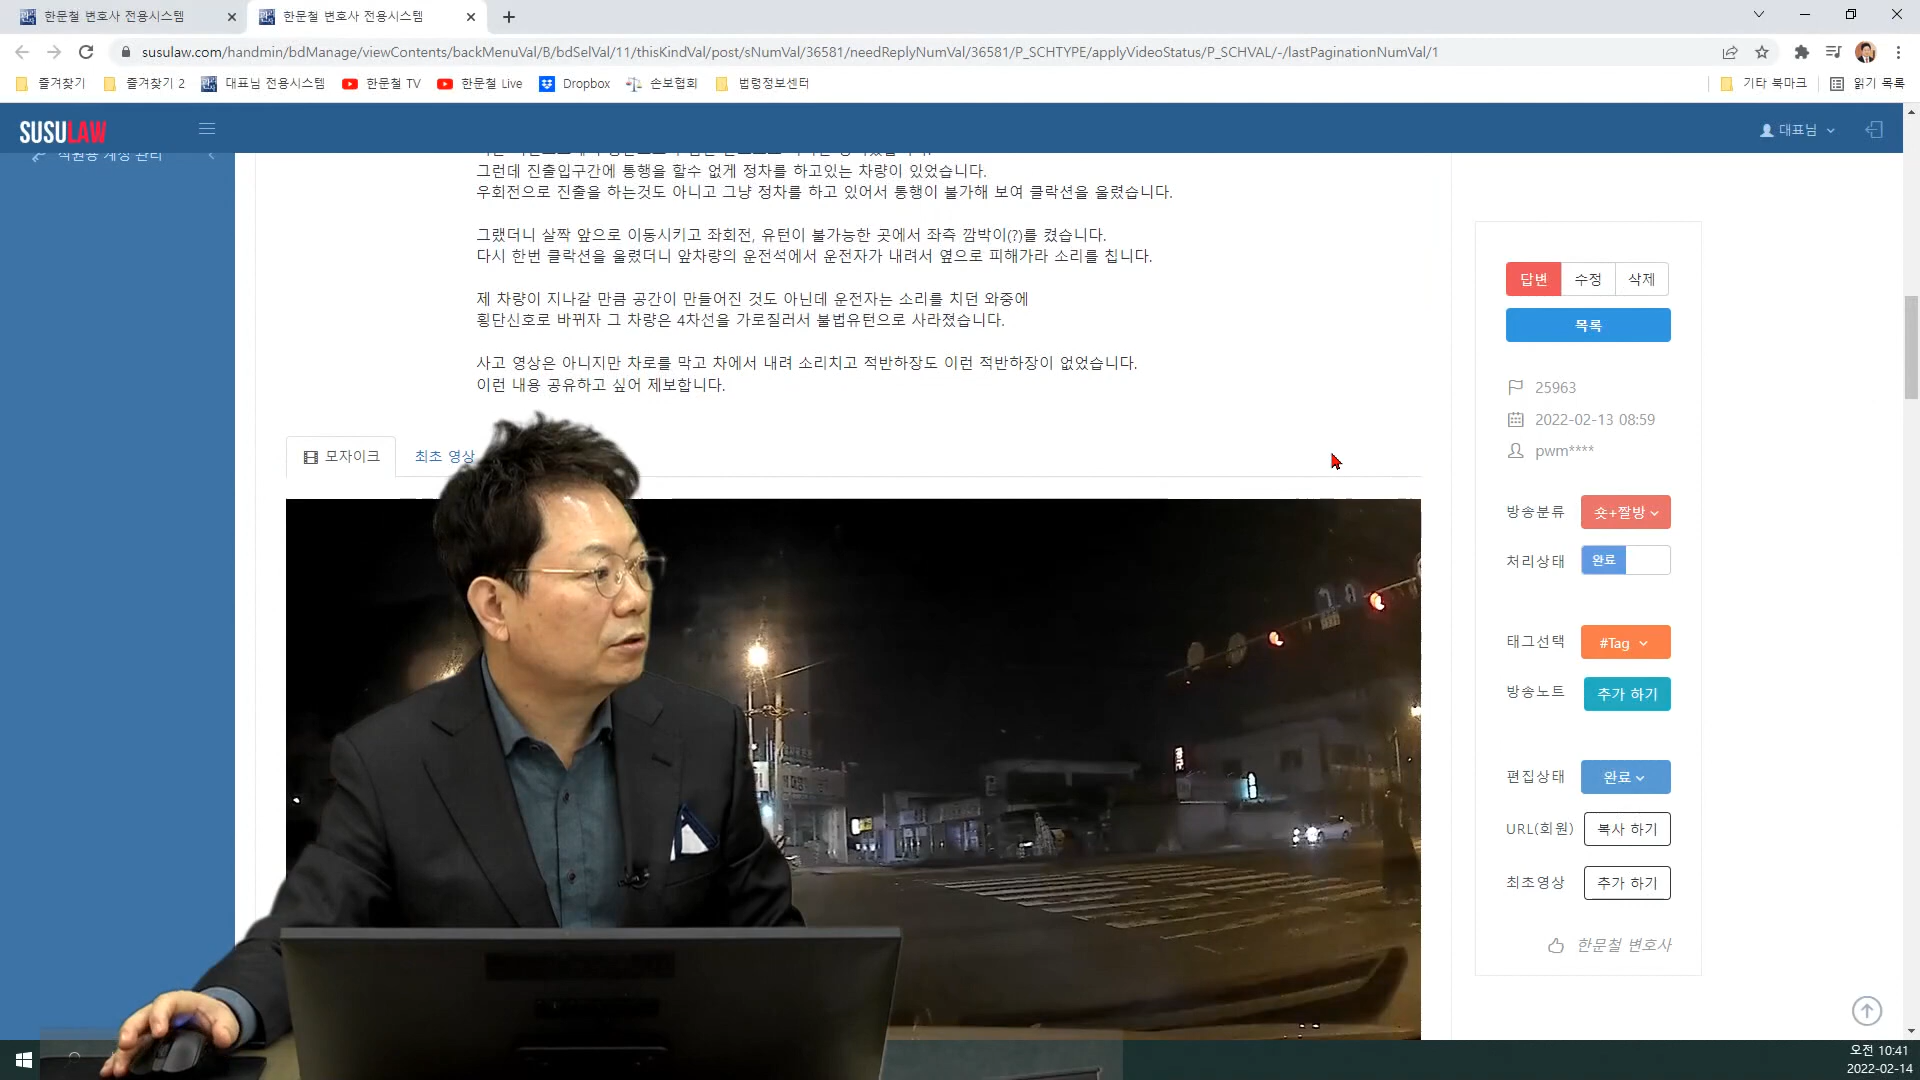 한문철 변호사 전용시스템
한문철 변호사 전용시스템
susulaw.com/handmin/bdManage/viewContents/backMenuVal/B/bdSelVal/11/thisKindVal/post/sNumVal/36581/needReplyNumVal/36581/P_SCHTYPE/applyVideoStatus/P_SCHVAL/-/lastPaginationNumVal/1
즐겨찾기 즐겨찾기 2 대표님 전용시스템 한문철 TV 한문철 Live Dropbox 손보협회 법령정보센터 기타 북마크 읽기 목록
SUSULAW
대표님
직원용 계정 관리
그런데 진출입구간에 통행을 할수 없게 정차를 하고있는 차량이 있었습니다.
우회전으로 진출을 하는것도 아니고 그냥 정차를 하고 있어서 통행이 불가해 보여 클락션을 울렸습니다.
그랬더니 살짝 앞으로 이동시키고 좌회전, 유턴이 불가능한 곳에서 좌측 깜박이(?)를 켰습니다.
다시 한번 클락션을 울렸더니 앞차량의 운전석에서 운전자가 내려서 옆으로 피해가라 소리를 칩니다.
제 차량이 지나갈 만큼 공간이 만들어진 것도 아닌데 운전자는 소리를 치던 와중에
횡단신호로 바뀌자 그 차량은 4차선을 가로질러서 불법유턴으로 사라졌습니다.
사고 영상은 아니지만 차로를 막고 차에서 내려 소리치고 적반하장도 이런 적반하장이 없었습니다.
이런 내용 공유하고 싶어 제보합니다.
모자이크 최초 영상
답변 수정 삭제
목록
25963
2022-02-13 08:59
pwm****
방송분류 숏+짤방
처리상태 완료
태그선택 #Tag
방송노트 추가 하기
편집상태 완료
URL(회원) 복사 하기
최초영상 추가 하기
한문철 변호사
오전 10:41
2022-02-14